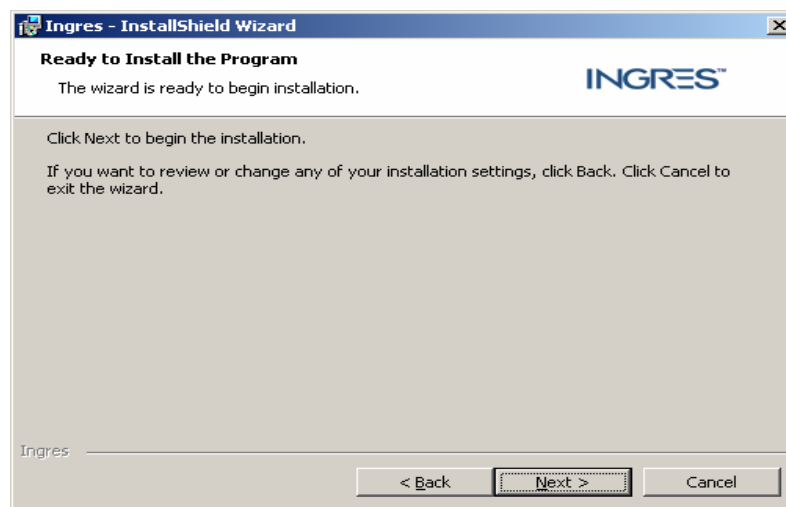 Ingres - InstallShield Wizard
Ready to Install the Program
The wizard is ready to begin installation.
INGRES™
Click Next to begin the installation.
If you want to review or change any of your installation settings, click Back. Click Cancel to
exit the wizard.
Ingres
< Back
Next >
Cancel